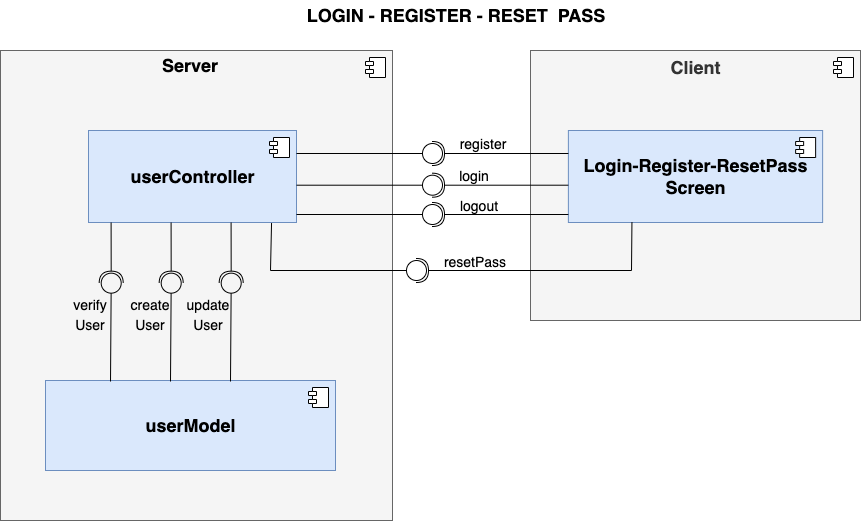 LOGIN - REGISTER - RESET PASS
Server
Client
userController
register
login
logout
resetPass
Login-Register-ResetPass
Screen
verify
User
create
User
update
User
userModel